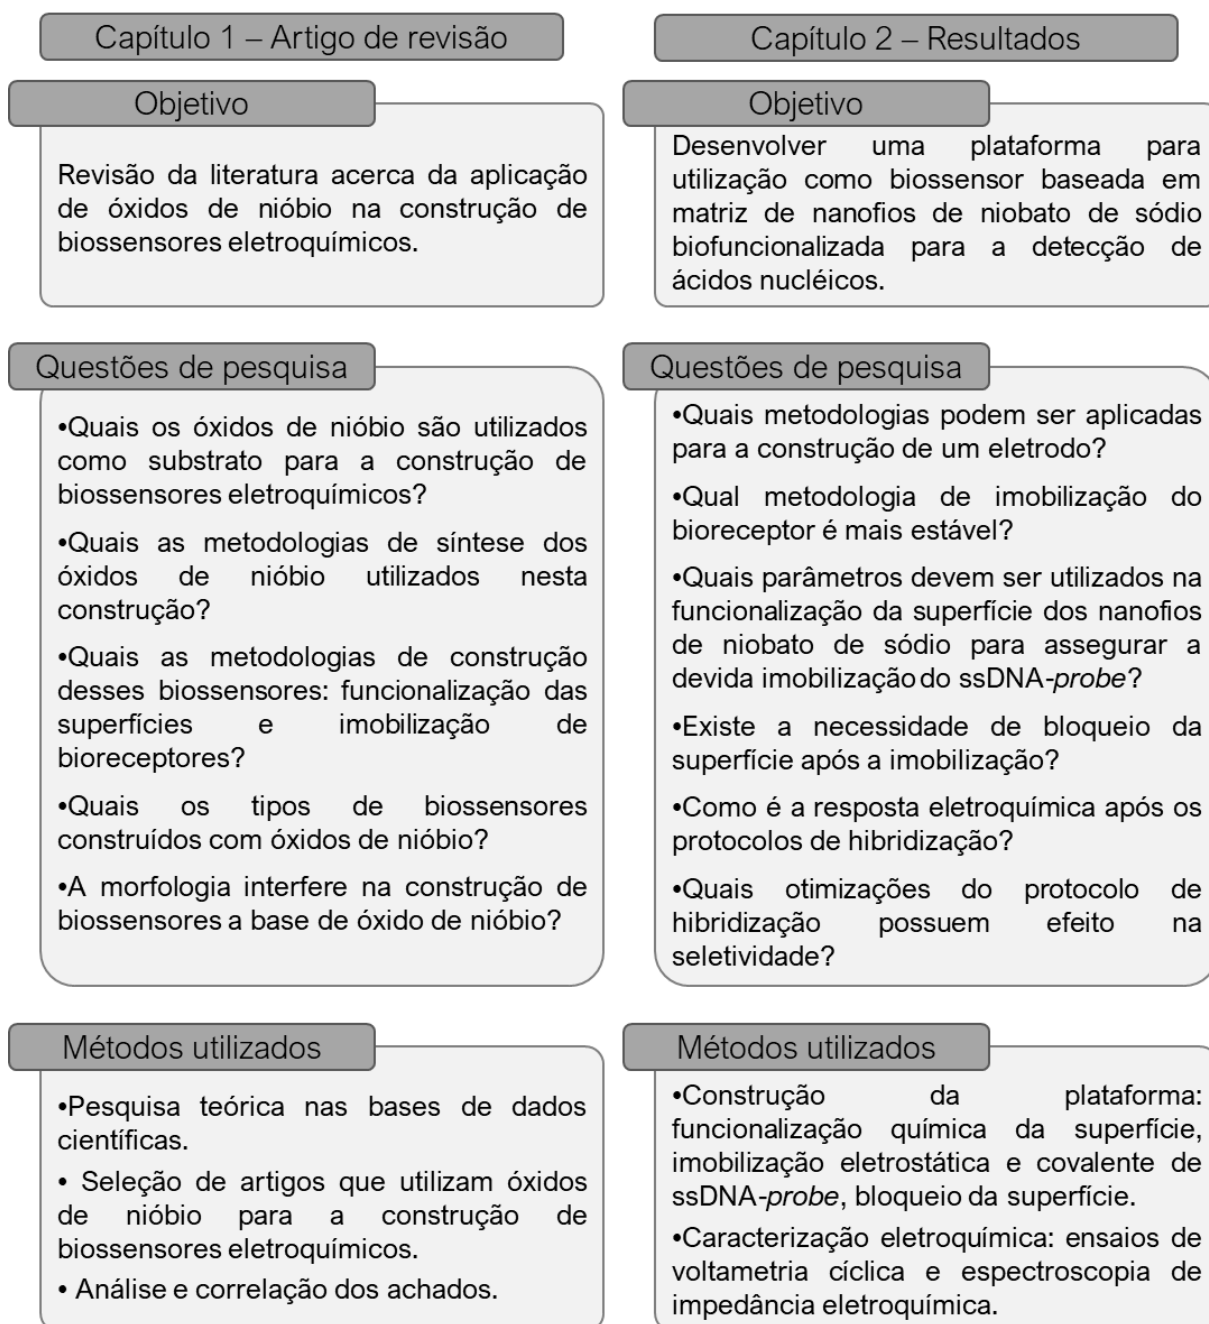 Capítulo 1 – Artigo de revisão
Objetivo
Revisão da literatura acerca da aplicação
de óxidos de nióbio na construção de
biossensores eletroquímicos.
Questões de pesquisa
•Quais os óxidos de nióbio são utilizados
como substrato para a construção de
biossensores eletroquímicos?
•Quais as metodologias de síntese dos
óxidos de nióbio utilizados nesta
construção?
•Quais as metodologias de construção
desses biossensores: funcionalização das
superfícies e imobilização de
bioreceptores?
•Quais os tipos de biossensores
construídos com óxidos de nióbio?
•A morfologia interfere na construção de
biossensores a base de óxido de nióbio?
Métodos utilizados
•Pesquisa teórica nas bases de dados
científicas.
• Seleção de artigos que utilizam óxidos
de nióbio para a construção de
biossensores eletroquímicos.
• Análise e correlação dos achados.
Capítulo 2 – Resultados
Objetivo
Desenvolver uma plataforma para
utilização como biossensor baseada em
matriz de nanofios de niobato de sódio
biofuncionalizada para a detecção de
ácidos nucléicos.
Questões de pesquisa
•Quais metodologias podem ser aplicadas
para a construção de um eletrodo?
•Qual metodologia de imobilização do
bioreceptor é mais estável?
•Quais parâmetros devem ser utilizados na
funcionalização da superfície dos nanofios
de niobato de sódio para assegurar a
devida imobilização do ssDNA-probe?
•Existe a necessidade de bloqueio da
superfície após a imobilização?
•Como é a resposta eletroquímica após os
protocolos de hibridização?
•Quais otimizações do protocolo de
hibridização possuem efeito na
seletividade?
Métodos utilizados
•Construção da plataforma:
funcionalização química da superfície,
imobilização eletrostática e covalente de
ssDNA-probe, bloqueio da superfície.
•Caracterização eletroquímica: ensaios de
voltametria cíclica e espectroscopia de
impedância eletroquímica.